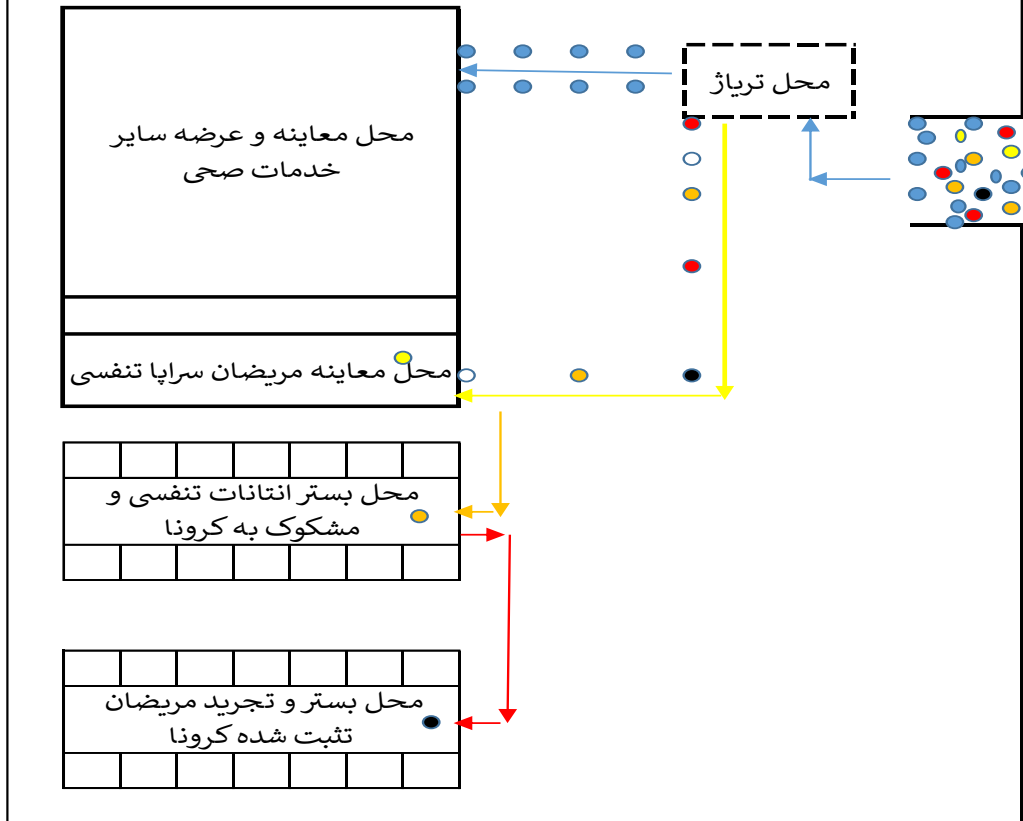 محل تریاژ
محل معاینه و عرضه سایر
خدمات صحی
محل معاینه مریضان سراپا تنفسی
محل بستر انتانات تنفسی و
مشکوک به کرونا
محل بستر و تجرید مریضان
تثبت شده کرونا